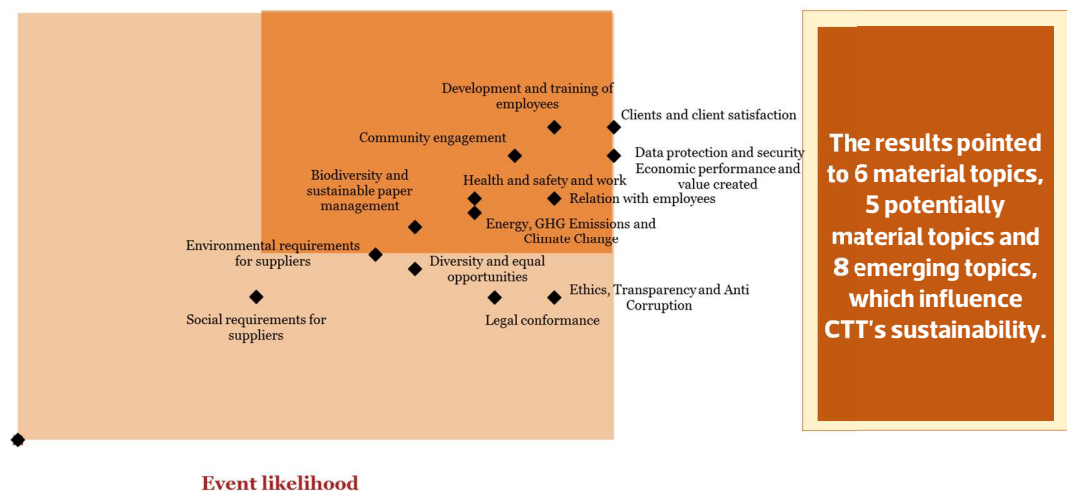 Development and training of
employees
Clients and client satisfaction
Community engagement
Data protection and security
Economic performance and
value created
Biodiversity and
sustainable paper
management
Health and safety and work
Relation with employees
Energy, GHG Emissions and
Climate Change
Environmental requirements
for suppliers
Diversity and equal
opportunities
Ethics, Transparency and Anti
Corruption
Social requirements for
suppliers
Legal conformance
Event likelihood
The results pointed
to 6 material topics,
5 potentially
material topics and
8 emerging topics,
which influence
CTT's sustainability.